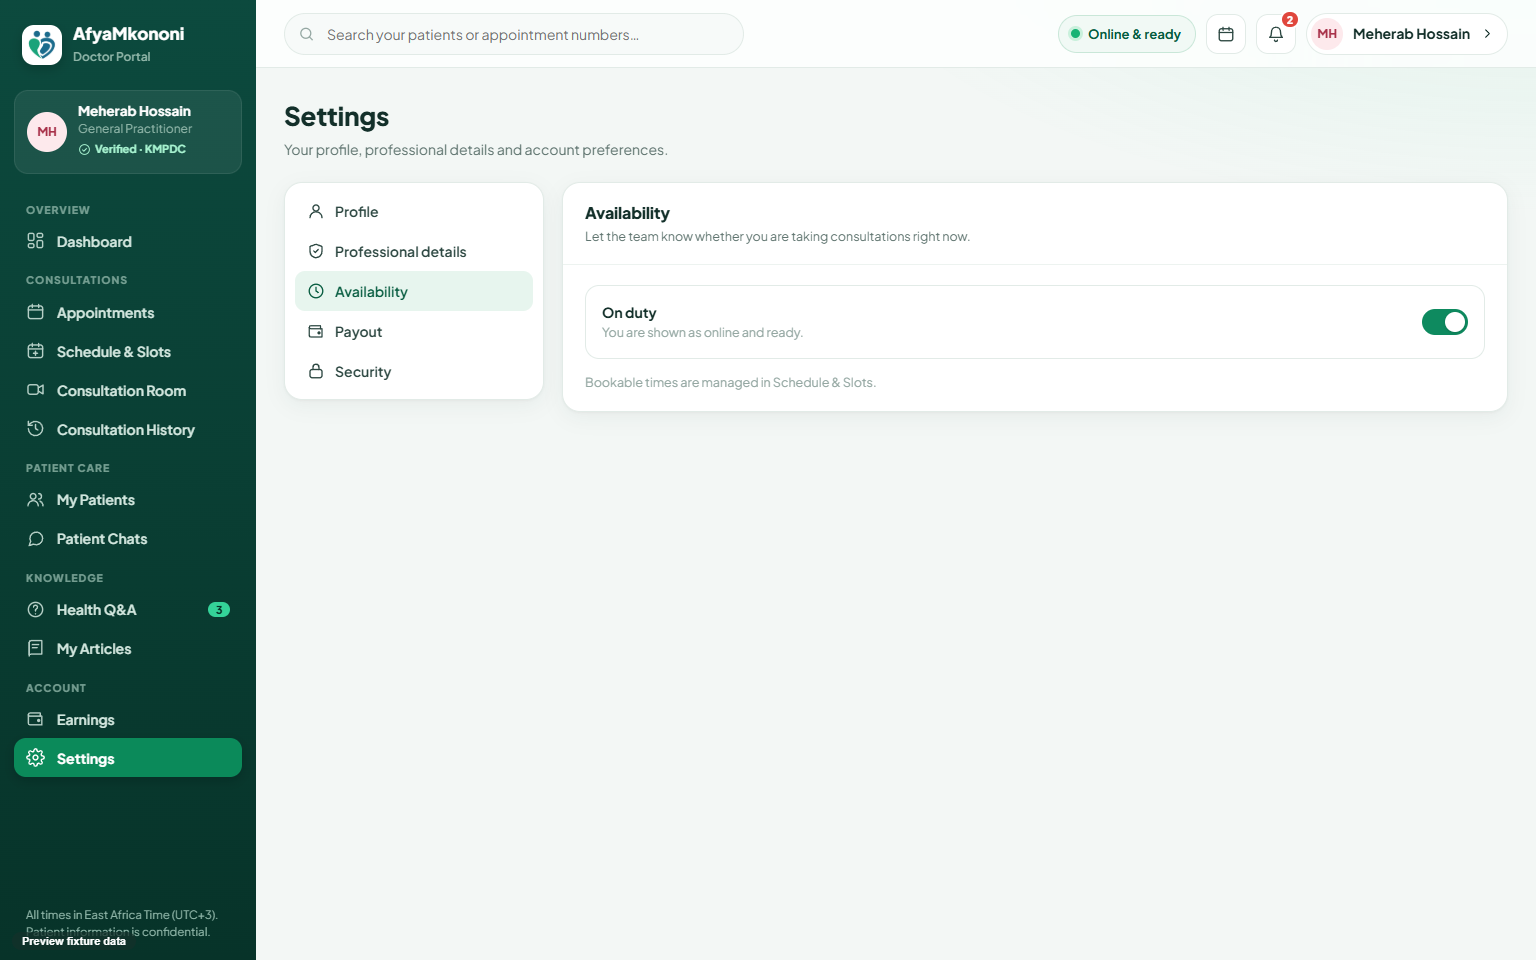 AfyaMkononi
Doctor Portal
MH
Meherab Hossain
General Practitioner
Verified · KMPDC
OVERVIEW
Dashboard
CONSULTATIONS
Appointments
Schedule & Slots
Consultation Room
Consultation History
PATIENT CARE
My Patients
Patient Chats
KNOWLEDGE
Health Q&A 3
My Articles
ACCOUNT
Earnings
Settings
All times in East Africa Time (UTC+3).
Patient information is confidential.
Preview fixture data
Search your patients or appointment numbers...
Online & ready
2
MH Meherab Hossain
Settings
Your profile, professional details and account preferences.
Profile
Professional details
Availability
Payout
Security
Availability
Let the team know whether you are taking consultations right now.
On duty
You are shown as online and ready.
Bookable times are managed in Schedule & Slots.